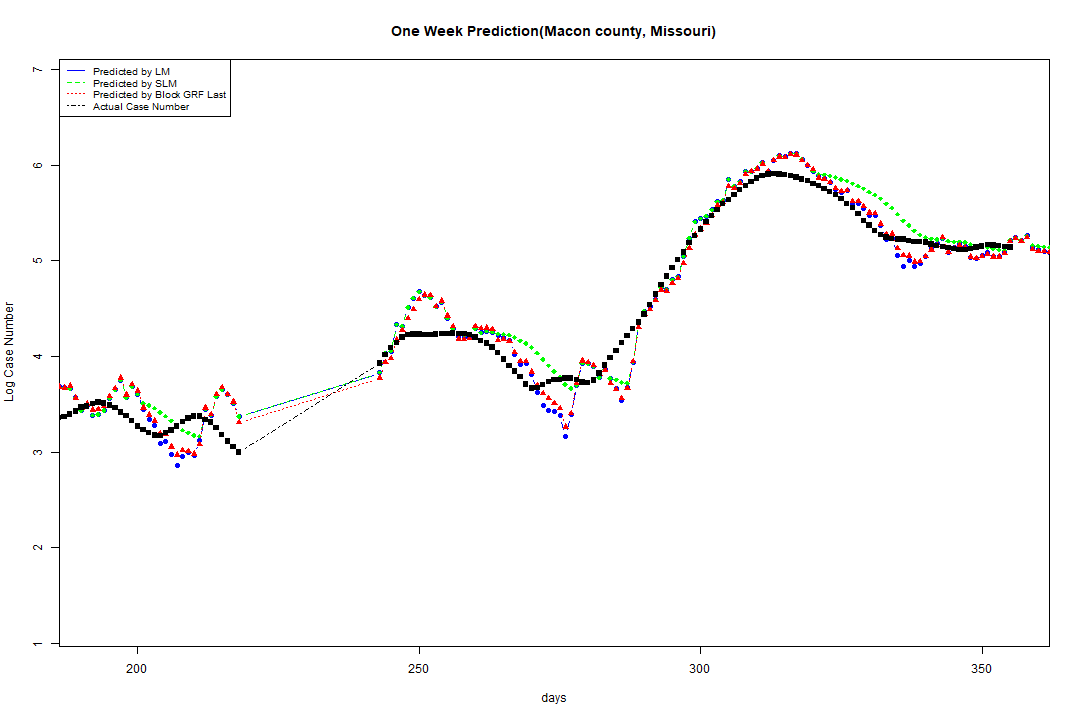 One Week Prediction(Macon county, Missouri)
Predicted by LM
Predicted by SLM
Predicted by Block GRF Last
Actual Case Number
7
6
5
4
3
2
1
Log Case Number
200 250 300 350
days